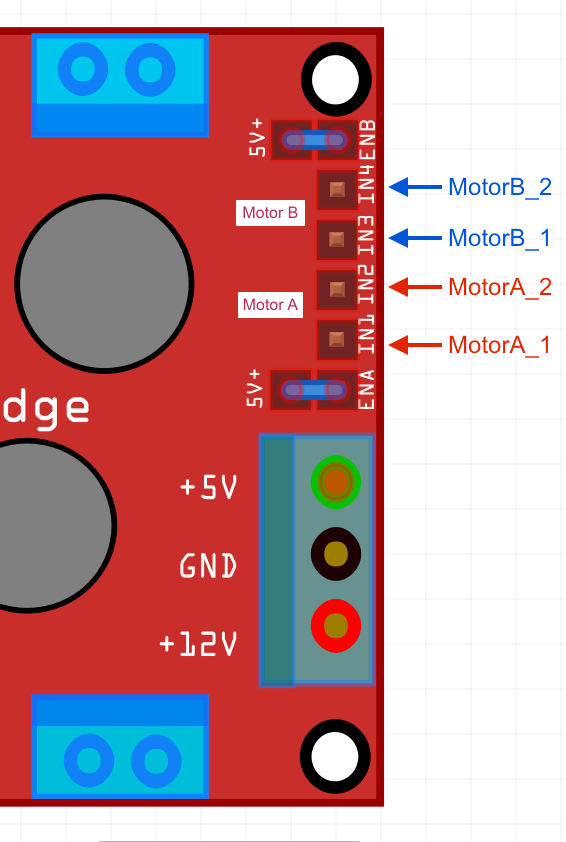 5V+
ENB
IN4
MotorB_2
Motor B
IN3
MotorB_1
IN2
MotorA_2
Motor A
IN1
MotorA_1
5V+
ENA
dge
+5V
GND
+12V